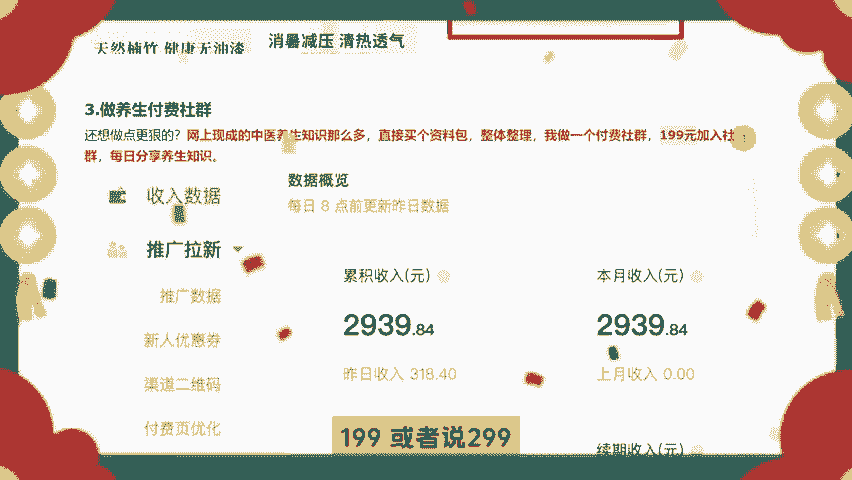 天然楠竹 健康无油漆
消暑减压 清热透气
3.做养生付费社群
还想做点更狠的？网上现成的中医养生知识那么多，直接买个资料包，整体整理，我做一个付费社群，199元加入社
群，每日分享养生知识。
收入数据
数据概览
每日 8 点前更新昨日数据
推广拉新
推广数据
新人优惠券
渠道二维码
付费页优化
累积收入(元)
本月收入(元)
2939.84
2939.84
昨日收入 318.40
上月收入 0.00
续期收入(元)
199 或者说299